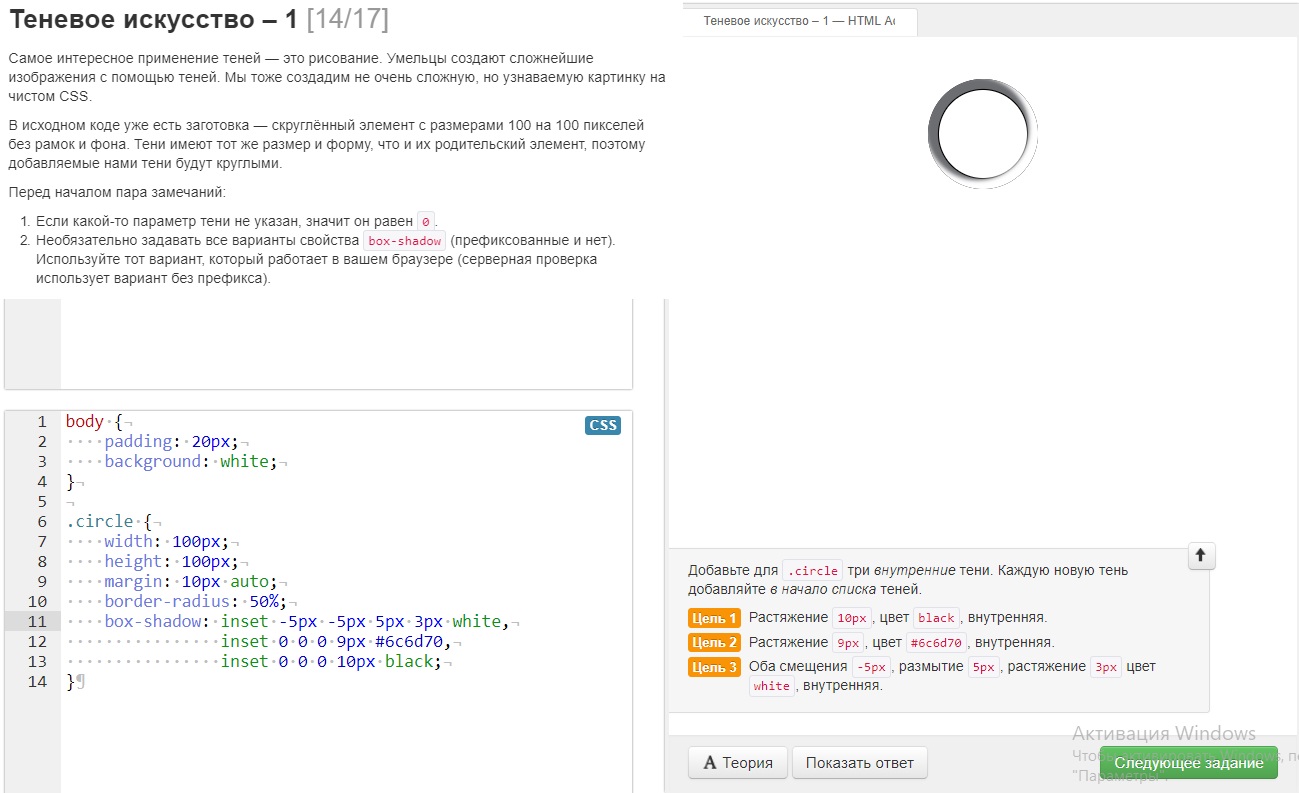 Теневое искусство – 1 [14/17]
Самое интересное применение теней — это рисование. Умельцы создают сложнейшие
изображения с помощью теней. Мы тоже создадим не очень сложную, но узнаваемую картинку на
чистом CSS.
В исходном коде уже есть заготовка — скруглённый элемент с размерами 100 на 100 пикселей
без рамок и фона. Тени имеют тот же размер и форму, что и их родительский элемент, поэтому
добавляемые нами тени будут круглыми.
Перед началом пара замечаний:
1. Если какой-то параметр тени не указан, значит он равен 0.
2. Необязательно задавать все варианты свойства box-shadow (префиксованные и нет).
Используйте тот вариант, который работает в вашем браузере (серверная проверка
использует вариант без префикса).
CSS
1 body·{¬
2 ····padding:·20px;¬
3 ····background:·white;¬
4 }¬
5 ¬
6 .circle·{¬
7 ····width:·100px;¬
8 ····height:·100px;¬
9 ····margin:·10px·auto;¬
10 ····border-radius:·50%;¬
11 ····box-shadow:·inset·-5px·-5px·5px·3px·white,¬
12 ················inset·0·0·0·9px·#6c6d70,¬
13 ················inset·0·0·0·10px·black;¬
14 }¶
Теневое искусство – 1 — HTML Ac
Добавьте для .circle три внутренние тени. Каждую новую тень
добавляйте в начало списка теней.
Цель 1 Растяжение 10px, цвет black, внутренняя.
Цель 2 Растяжение 9px, цвет #6c6d70, внутренняя.
Цель 3 Оба смещения -5px, размытие 5px, растяжение 3px цвет
white, внутренняя.
Активация Windows
А Теория Показать ответ Следующее задание
"Параметры".